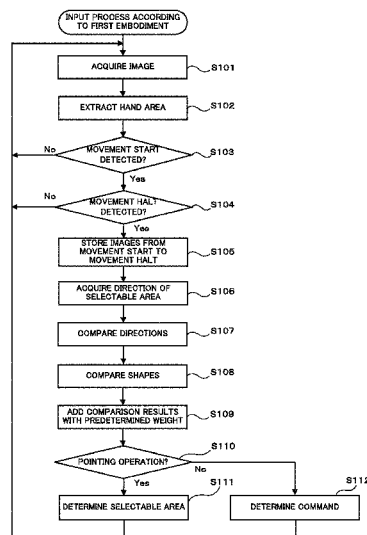 INPUT PROCESS ACCORDING
TO FIRST EMBODIMENT
ACQUIRE IMAGE
S101
EXTRACT HAND AREA
S102
MOVEMENT START
DETECTED?
S103
No
Yes
MOVEMENT HALT
DETECTED?
S104
No
Yes
STORE IMAGES FROM
MOVEMENT START TO
MOVEMENT HALT
S105
ACQUIRE DIRECTION OF
SELECTABLE AREA
S106
COMPARE DIRECTIONS
S107
COMPARE SHAPES
S108
ADD COMPARISON RESULTS
WITH PREDETERMINED WEIGHT
S109
POINTING OPERATION?
S110
No
Yes
DETERMINE SELECTABLE AREA
S111
DETERMINE COMMAND
S112